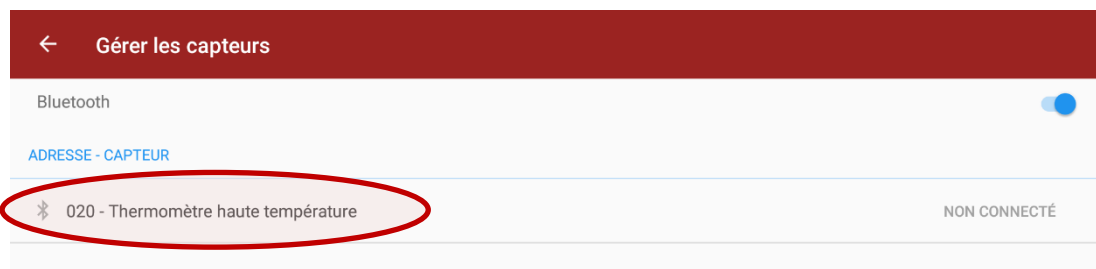 Gérer les capteurs
Bluetooth
ADRESSE - CAPTEUR
020 - Thermomètre haute température NON CONNECTÉ